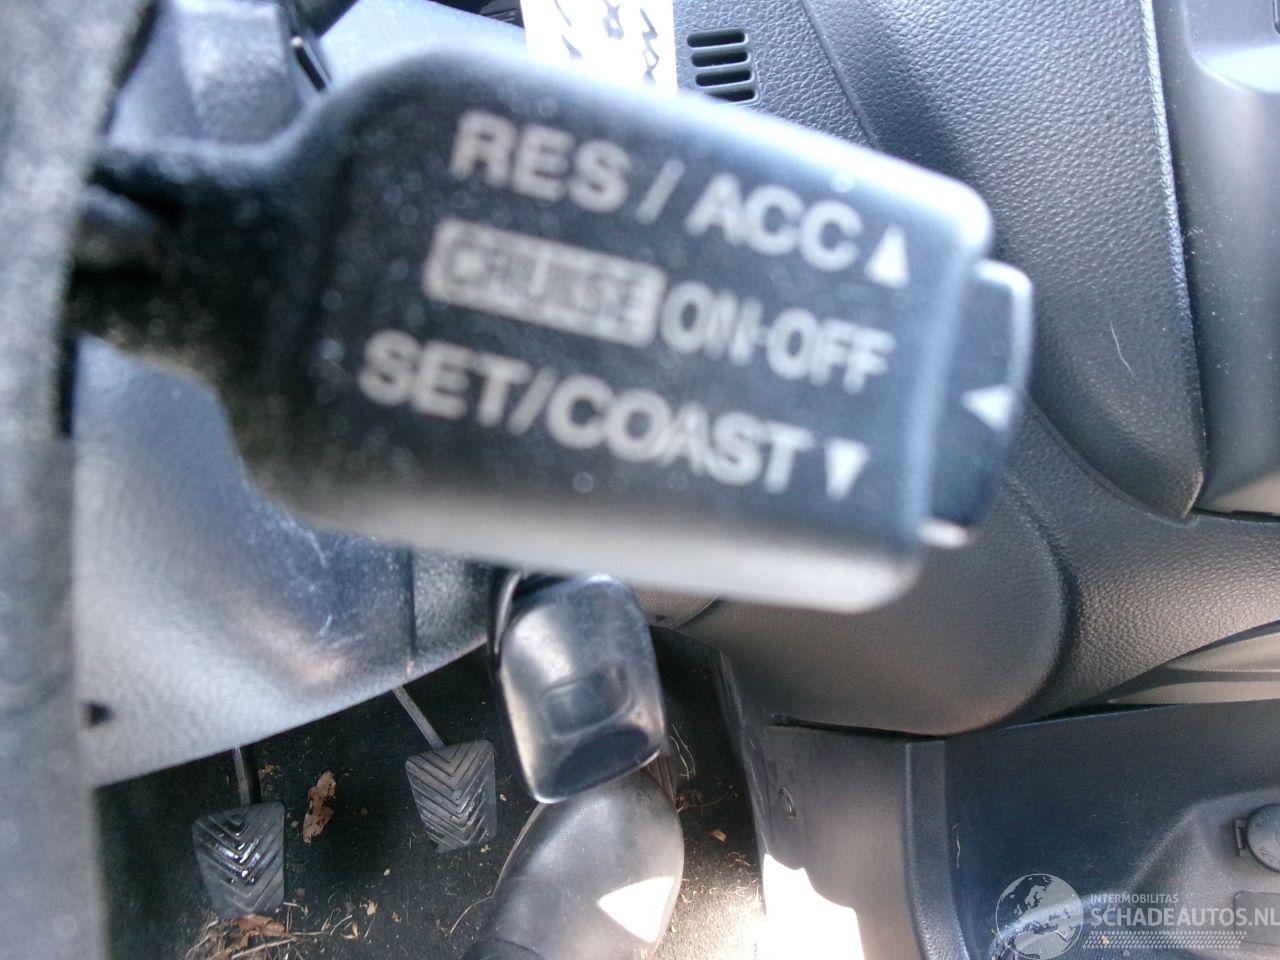 RES/ACC▲
CRUISE ON-OFF
SET/COAST▼
INTERMOBILITAS
SCHADEAUTOS.NL